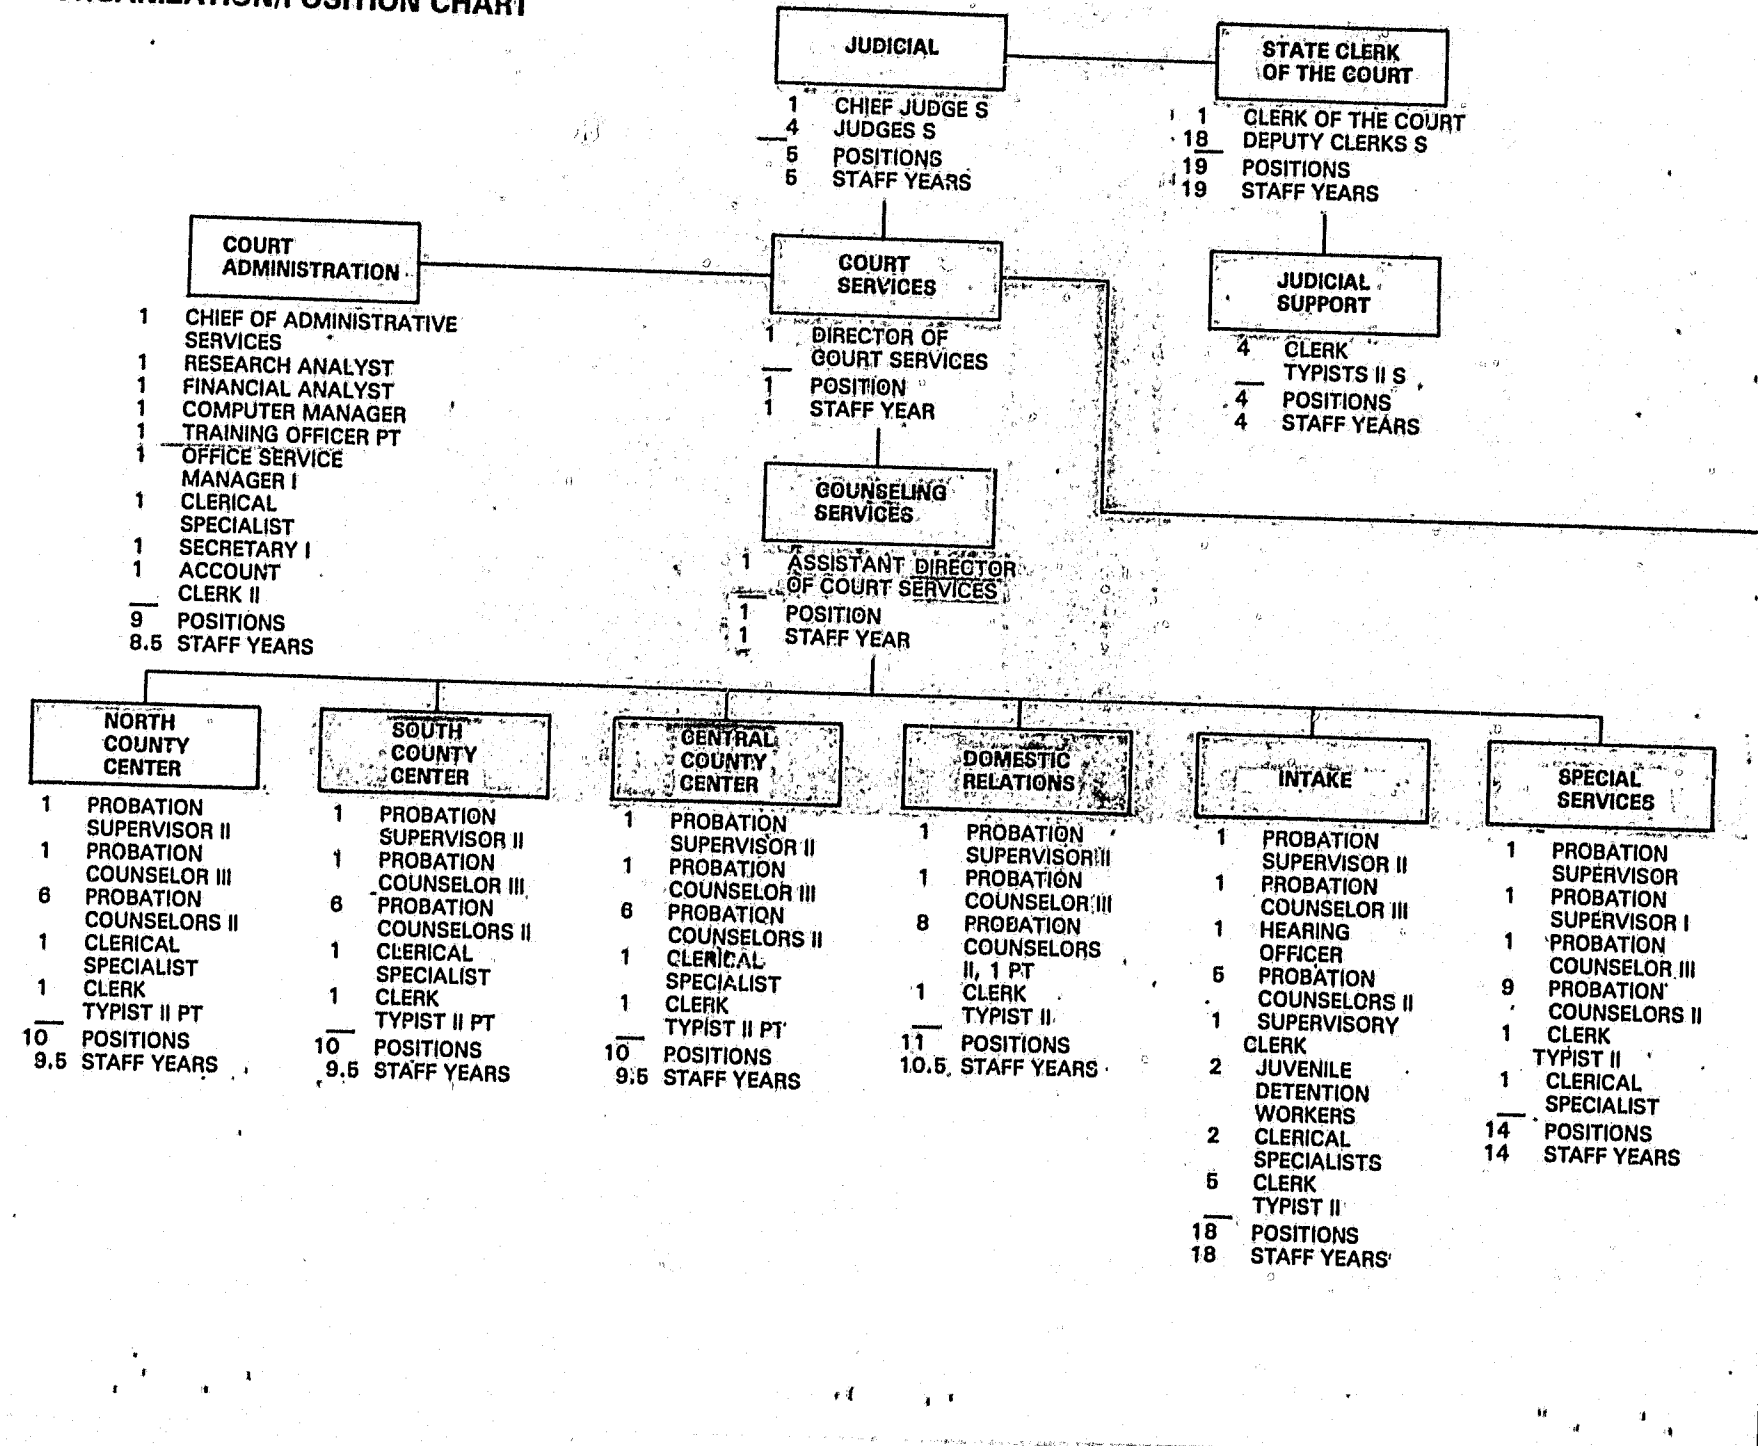 ORGANIZATION/POSITION CHART
JUDICIAL
1 CHIEF JUDGE S
4 JUDGES S
5 POSITIONS
5 STAFF YEARS
STATE CLERK
OF THE COURT
1 CLERK OF THE COURT
18 DEPUTY CLERKS S
19 POSITIONS
19 STAFF YEARS
COURT
ADMINISTRATION
1 CHIEF OF ADMINISTRATIVE
SERVICES
1 RESEARCH ANALYST
1 FINANCIAL ANALYST
1 COMPUTER MANAGER
1 TRAINING OFFICER PT
1 OFFICE SERVICE
MANAGER I
1 CLERICAL
SPECIALIST
1 SECRETARY I
1 ACCOUNT
CLERK II
9 POSITIONS
8.5 STAFF YEARS
COURT
SERVICES
1 DIRECTOR OF
COURT SERVICES
1 POSITION
1 STAFF YEAR
JUDICIAL
SUPPORT
4 CLERK
TYPISTS II S
4 POSITIONS
4 STAFF YEARS
COUNSELING
SERVICES
1 ASSISTANT DIRECTOR
OF COURT SERVICES
1 POSITION
1 STAFF YEAR
NORTH
COUNTY
CENTER
1 PROBATION
SUPERVISOR II
1 PROBATION
COUNSELOR III
6 PROBATION
COUNSELORS II
1 CLERICAL
SPECIALIST
1 CLERK
TYPIST II PT
10 POSITIONS
9.5 STAFF YEARS
SOUTH
COUNTY
CENTER
1 PROBATION
SUPERVISOR II
1 PROBATION
COUNSELOR III
6 PROBATION
COUNSELORS II
1 CLERICAL
SPECIALIST
1 CLERK
TYPIST II PT
10 POSITIONS
9.5 STAFF YEARS
CENTRAL
COUNTY
CENTER
1 PROBATION
SUPERVISOR II
1 PROBATION
COUNSELOR III
6 PROBATION
COUNSELORS II
1 CLERICAL
SPECIALIST
1 CLERK
TYPIST II PT
10 POSITIONS
9.5 STAFF YEARS
DOMESTIC
RELATIONS
1 PROBATION
SUPERVISOR II
1 PROBATION
COUNSELOR III
8 PROBATION
COUNSELORS
II, 1 PT
1 CLERK
TYPIST II
11 POSITIONS
10.5 STAFF YEARS
INTAKE
1 PROBATION
SUPERVISOR II
1 PROBATION
COUNSELOR III
1 HEARING
OFFICER
5 PROBATION
COUNSELORS II
1 SUPERVISORY
CLERK
2 JUVENILE
DETENTION
WORKERS
2 CLERICAL
SPECIALISTS
5 CLERK
TYPIST II
18 POSITIONS
18 STAFF YEARS
SPECIAL
SERVICES
1 PROBATION
SUPERVISOR
1 PROBATION
SUPERVISOR I
1 PROBATION
COUNSELOR III
9 PROBATION
COUNSELORS II
1 CLERK
TYPIST II
1 CLERICAL
SPECIALIST
14 POSITIONS
14 STAFF YEARS